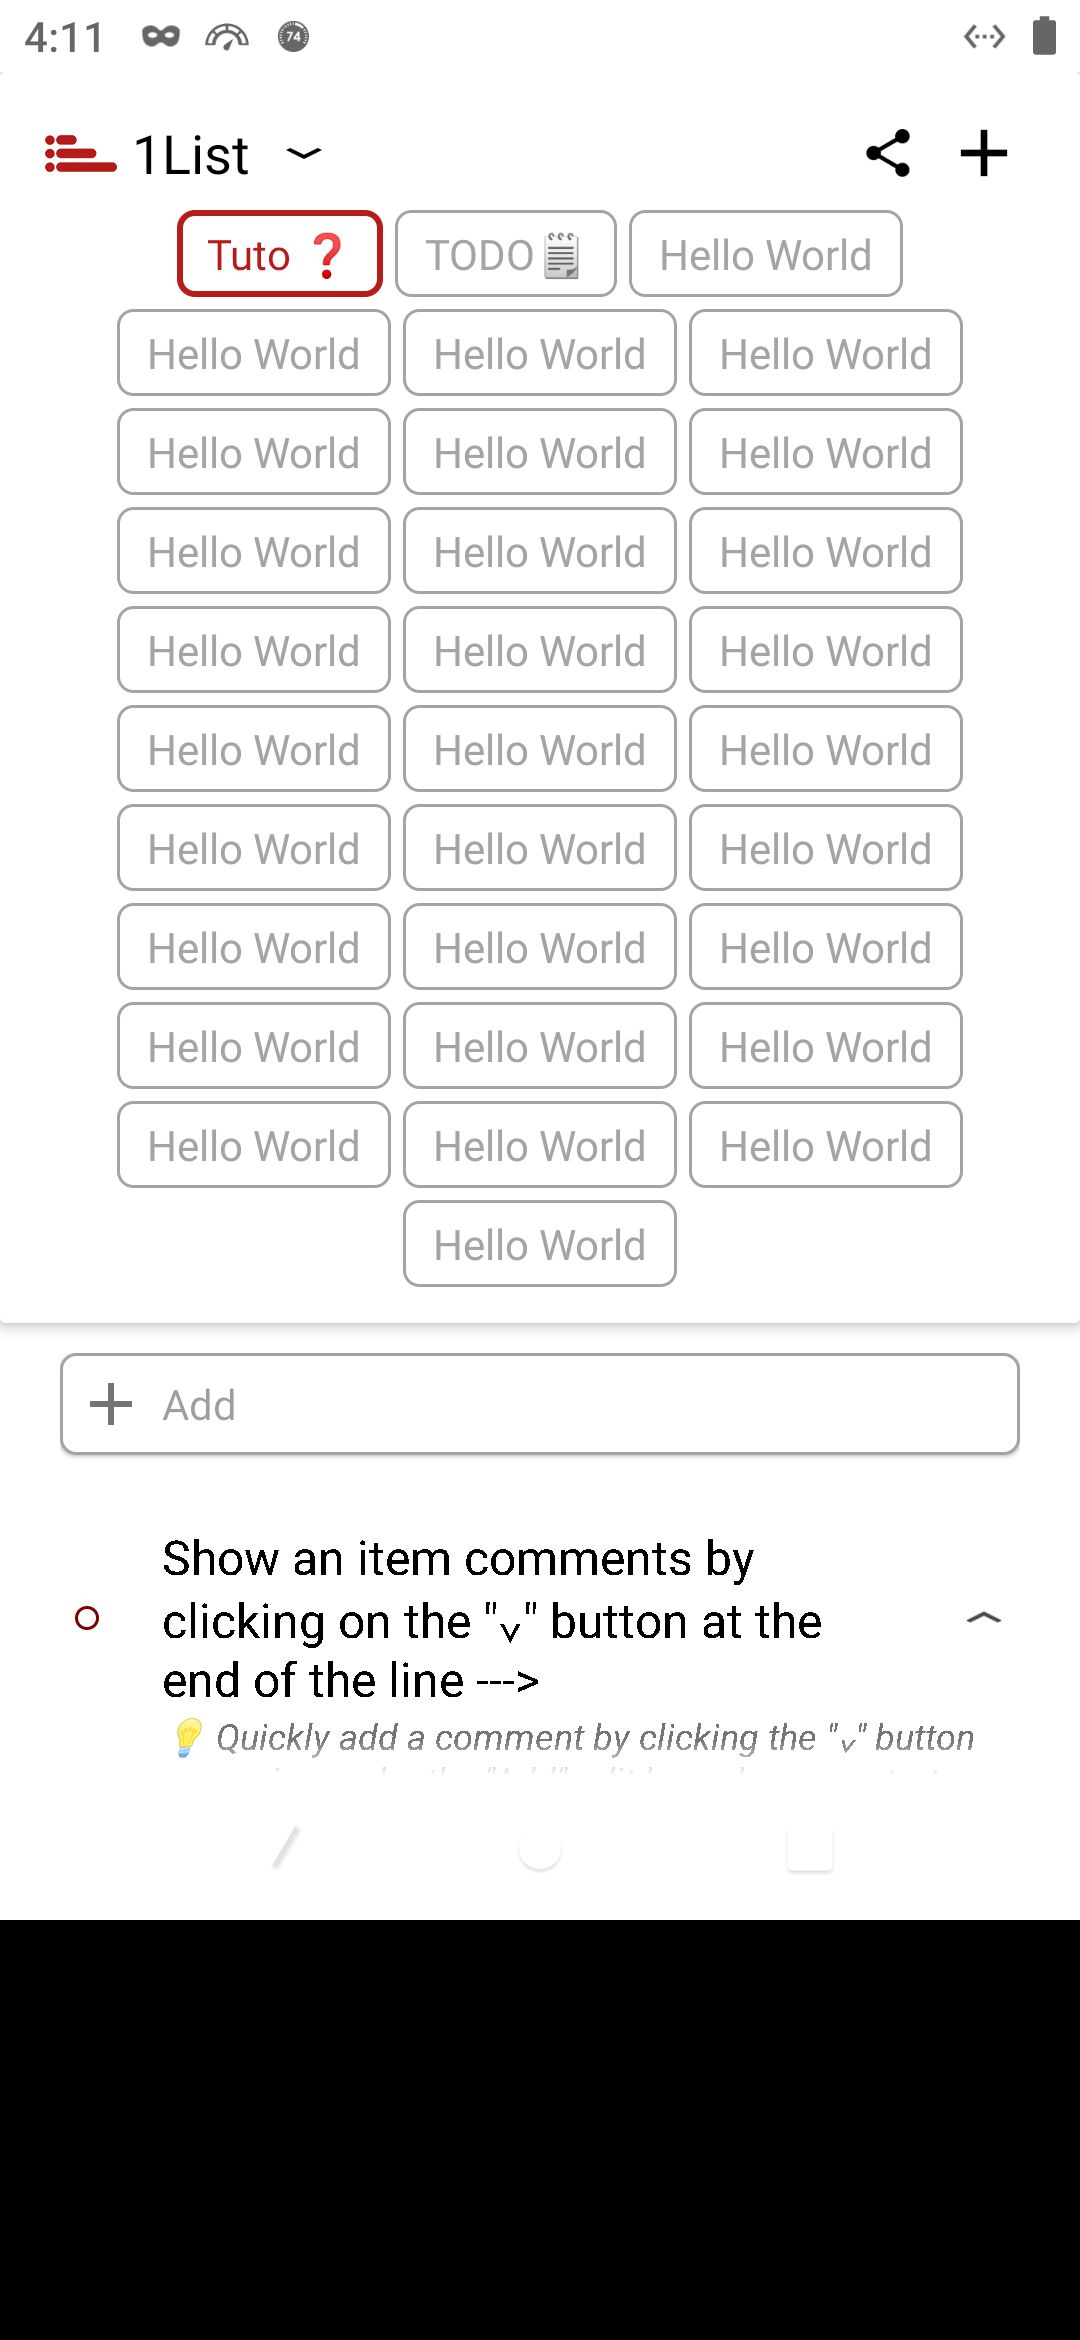 4:11
74
1List
Tuto ❓ TODO🗒 Hello World
Hello World Hello World Hello World
Hello World Hello World Hello World
Hello World Hello World Hello World
Hello World Hello World Hello World
Hello World Hello World Hello World
Hello World Hello World Hello World
Hello World Hello World Hello World
Hello World Hello World Hello World
Hello World Hello World Hello World
Hello World
Add
Show an item comments by
clicking on the "˅" button at the
end of the line --->
💡 Quickly add a comment by clicking the "˅" button